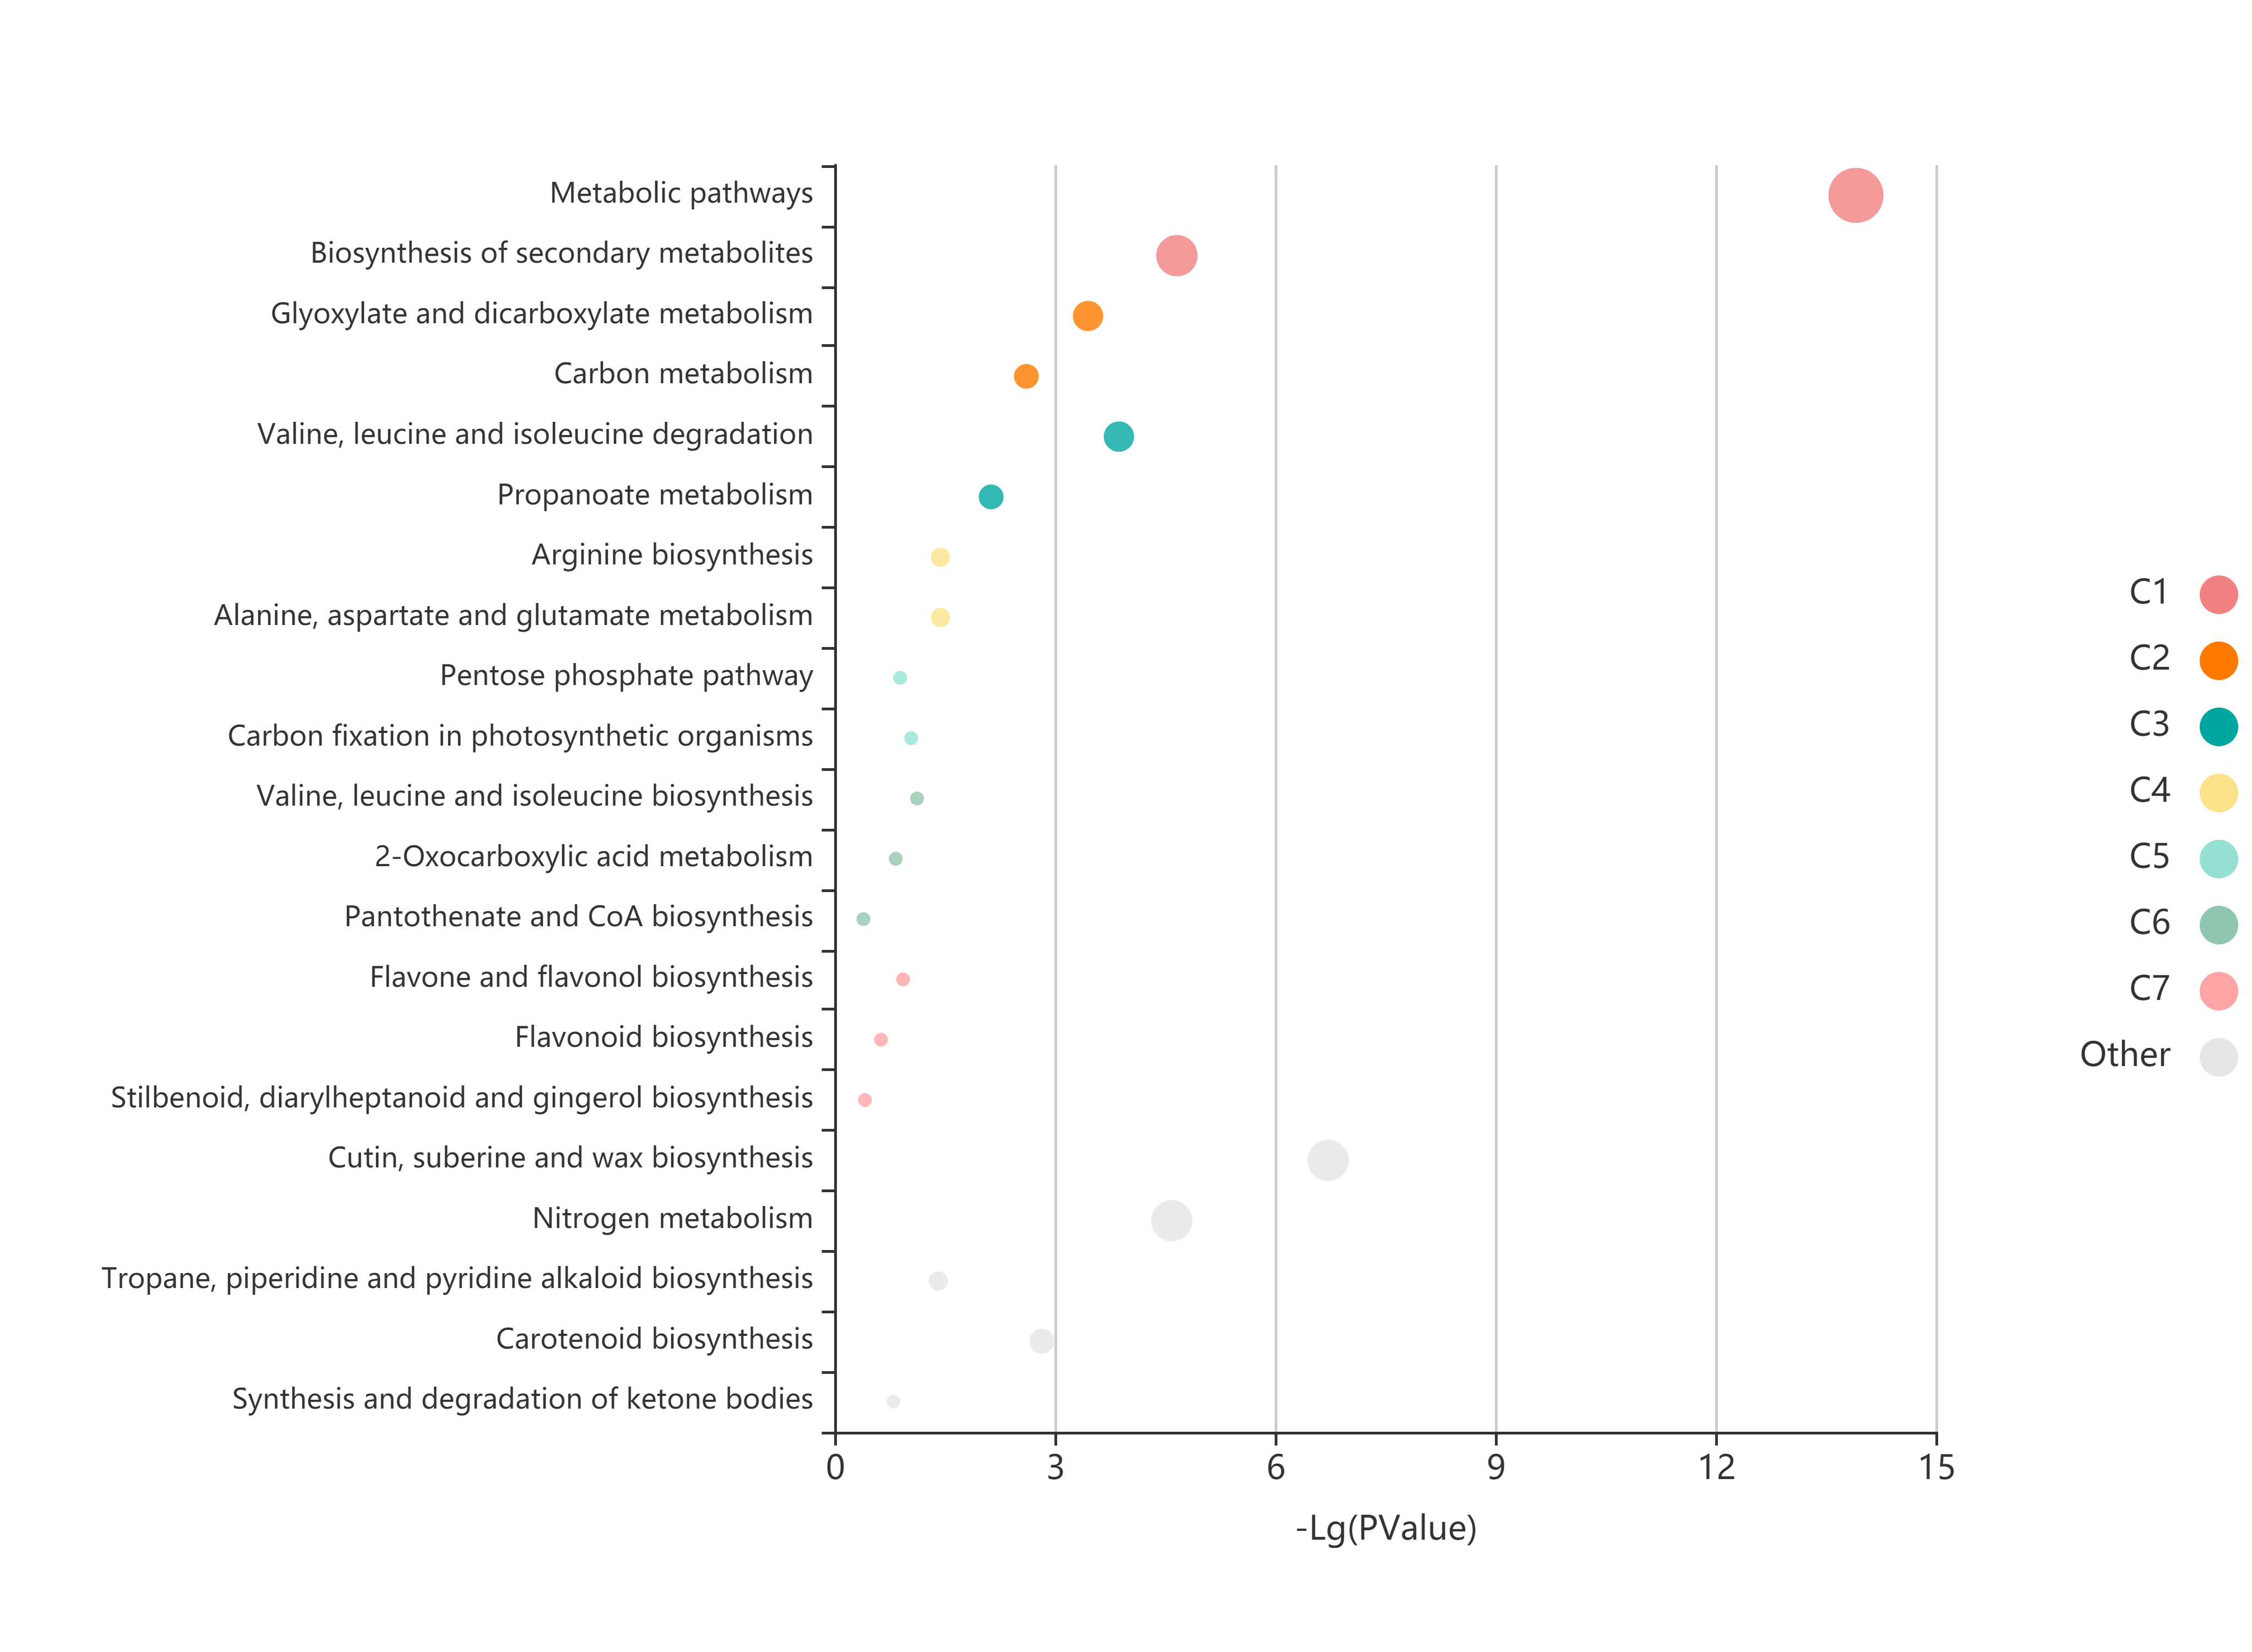 Metabolic pathways
Biosynthesis of secondary metabolites
Glyoxylate and dicarboxylate metabolism
Carbon metabolism
Valine, leucine and isoleucine degradation
Propanoate metabolism
Arginine biosynthesis
Alanine, aspartate and glutamate metabolism
Pentose phosphate pathway
Carbon fixation in photosynthetic organisms
Valine, leucine and isoleucine biosynthesis
2-Oxocarboxylic acid metabolism
Pantothenate and CoA biosynthesis
Flavone and flavonol biosynthesis
Flavonoid biosynthesis
Stilbenoid, diarylheptanoid and gingerol biosynthesis
Cutin, suberine and wax biosynthesis
Nitrogen metabolism
Tropane, piperidine and pyridine alkaloid biosynthesis
Carotenoid biosynthesis
Synthesis and degradation of ketone bodies
0 3 6 9 12 15
-Lg(PValue)
C1
C2
C3
C4
C5
C6
C7
Other